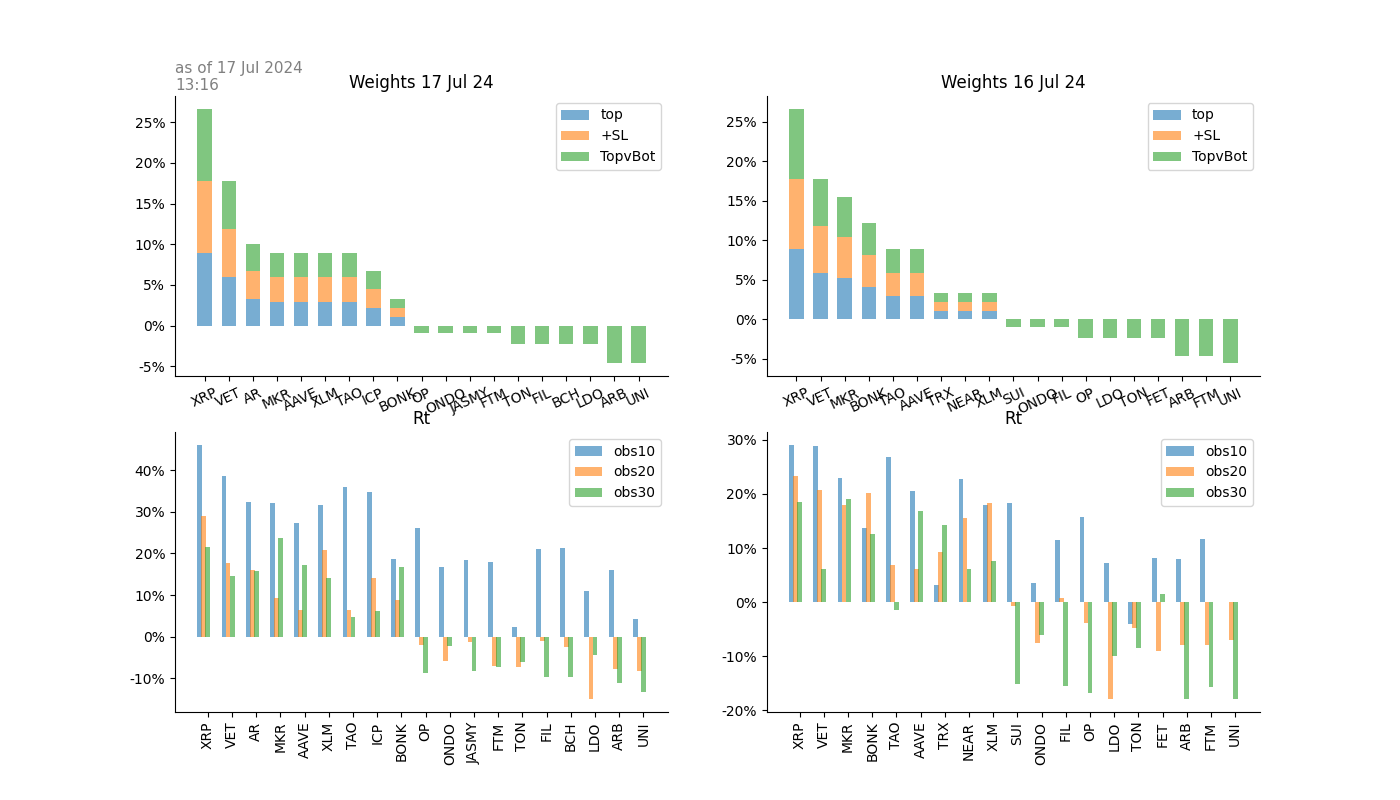 as of 17 Jul 2024
13:16
Weights 17 Jul 24
25%
20%
15%
10%
5%
0%
-5%
top
+SL
TopvBot
XRP VET AR MKR AAVE XLM TAO ICP BONK OP ONDO JASMY FTM TON FIL BCH LDO ARB UNI
Weights 16 Jul 24
25%
20%
15%
10%
5%
0%
-5%
top
+SL
TopvBot
XRP VET MKR BONK TAO AAVE TRX NEAR XLM SUI ONDO FIL OP LDO TON FET ARB FTM UNI
Rt
40%
30%
20%
10%
0%
-10%
obs10
obs20
obs30
XRP VET AR MKR AAVE XLM TAO ICP BONK OP ONDO JASMY FTM TON FIL BCH LDO ARB UNI
Rt
30%
20%
10%
0%
-10%
-20%
obs10
obs20
obs30
XRP VET MKR BONK TAO AAVE TRX NEAR XLM SUI ONDO FIL OP LDO TON FET ARB FTM UNI